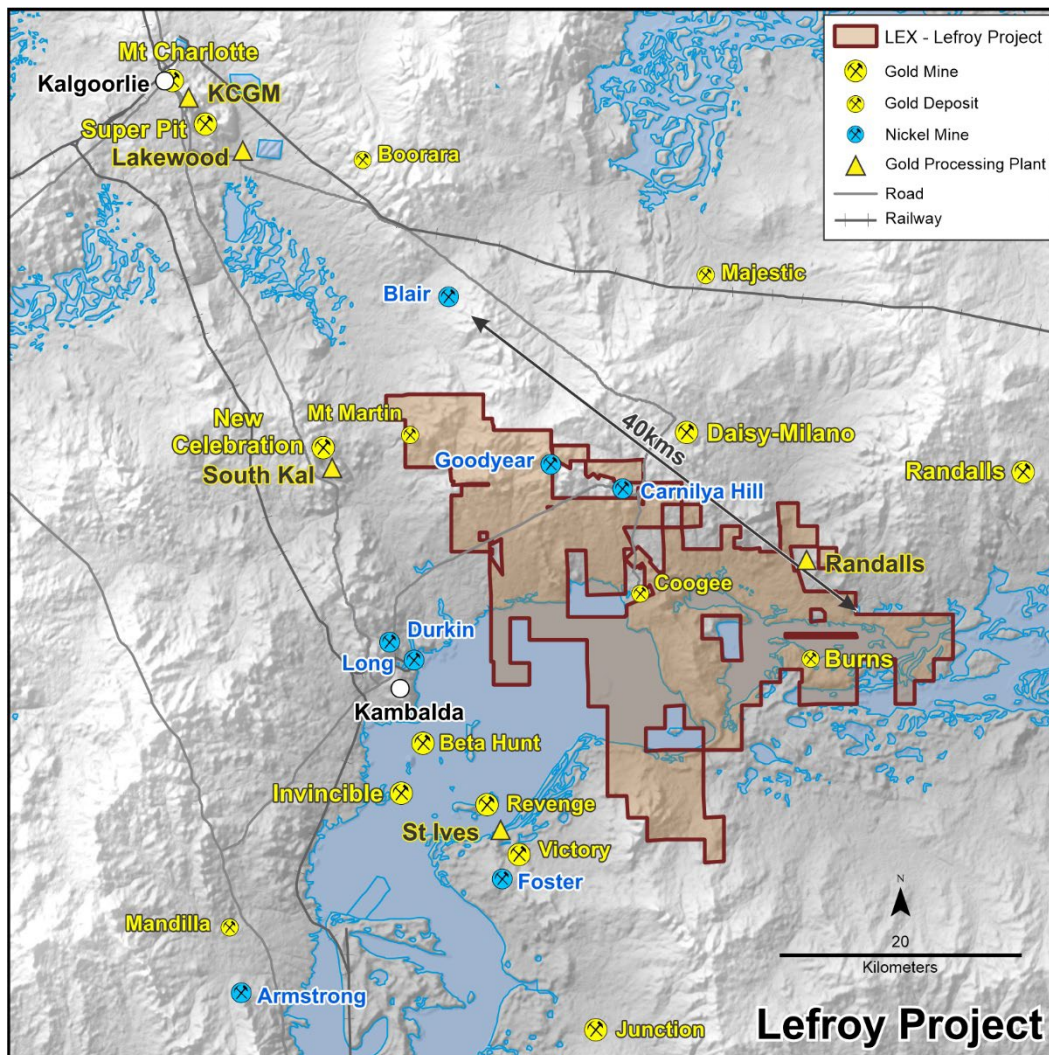 Mt Charlotte
Kalgoorlie
KCGM
Super Pit
Lakewood
Boorara
LEX - Lefroy Project
Gold Mine
Gold Deposit
Nickel Mine
Gold Processing Plant
Road
Railway
Majestic
Blair
40kms
New
Celebration
Mt Martin
South Kal
Goodyear
Carnilya Hill
Daisy-Milano
Randalls
Randalls
Coogee
Burns
Durkin
Long
Kambalda
Beta Hunt
Invincible
Revenge
St Ives
Victory
Foster
Mandilla
Armstrong
Junction
N
20
Kilometers
Lefroy Project